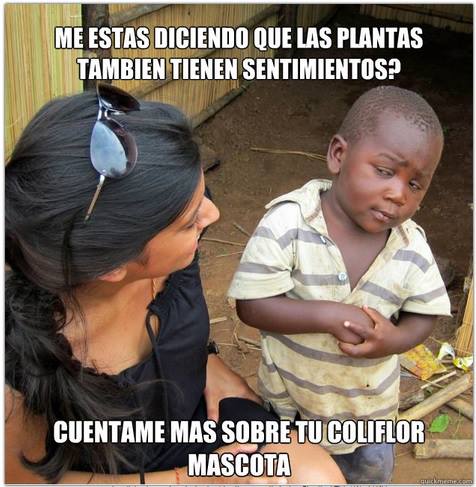 ME ESTAS DICIENDO QUE LAS PLANTAS
TAMBIEN TIENEN SENTIMIENTOS?
CUENTAME MAS SOBRE TU COLIFLOR
MASCOTA
quickmeme.com